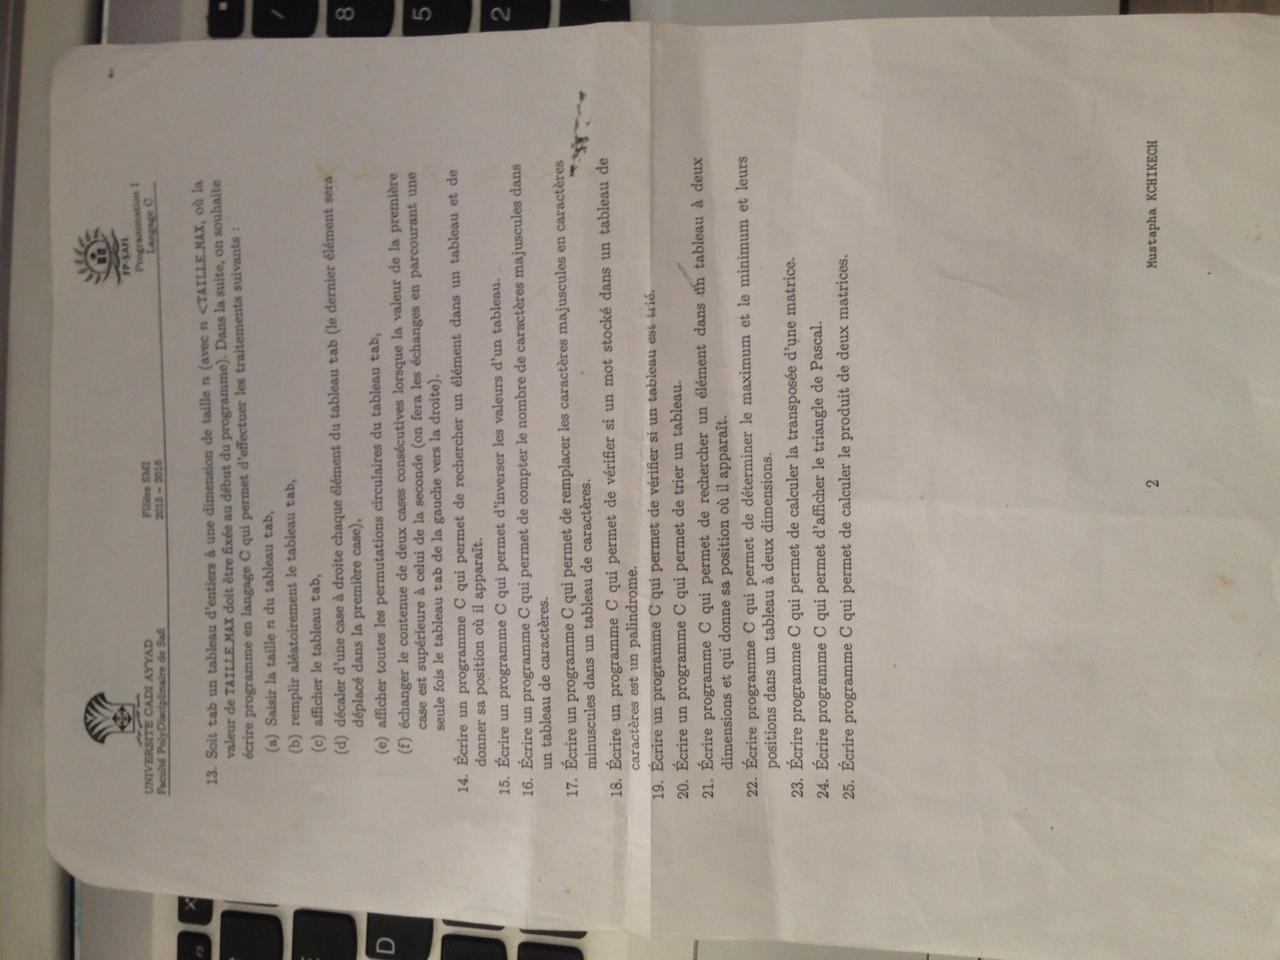 UNIVERSITE CADI AYYAD
Faculté PolyDisciplinaire de Safi
Filière SMI
2015 – 2016
FP-SAFI
Programmation I
Langage C
13. Soit tab un tableau d'entiers à une dimension de taille n (avec n <TAILLE_MAX, où la
valeur de TAILLE_MAX doit être fixée au début du programme). Dans la suite, on souhaite
écrire programme en langage C qui permet d'effectuer les traitements suivants :
(a) Saisir la taille n du tableau tab,
(b) remplir aléatoirement le tableau tab,
(c) afficher le tableau tab,
(d) décaler d'une case à droite chaque élément du tableau tab (le dernier élément sera
déplacé dans la première case),
(e) afficher toutes les permutations circulaires du tableau tab,
(f) échanger le contenue de deux cases consécutives lorsque la valeur de la première
case est supérieure à celui de la seconde (on fera les échanges en parcourant une
seule fois le tableau tab de la gauche vers la droite).
14. Écrire un programme C qui permet de rechercher un élément dans un tableau et de
donner sa position où il apparaît.
15. Écrire un programme C qui permet d'inverser les valeurs d'un tableau.
16. Écrire un programme C qui permet de compter le nombre de caractères majuscules dans
un tableau de caractères.
17. Écrire un programme C qui permet de remplacer les caractères majuscules en caractères
minuscules dans un tableau de caractères.
18. Écrire un programme C qui permet de vérifier si un mot stocké dans un tableau de
caractères est un palindrome.
19. Écrire un programme C qui permet de vérifier si un tableau est trié.
20. Écrire un programme C qui permet de trier un tableau.
21. Écrire programme C qui permet de rechercher un élément dans un tableau à deux
dimensions et qui donne sa position où il apparaît.
22. Écrire programme C qui permet de déterminer le maximum et le minimum et leurs
positions dans un tableau à deux dimensions.
23. Écrire programme C qui permet de calculer la transposée d'une matrice.
24. Écrire programme C qui permet d'afficher le triangle de Pascal.
25. Écrire programme C qui permet de calculer le produit de deux matrices.
2
Mustapha KCHIKECH
D
8
5
2